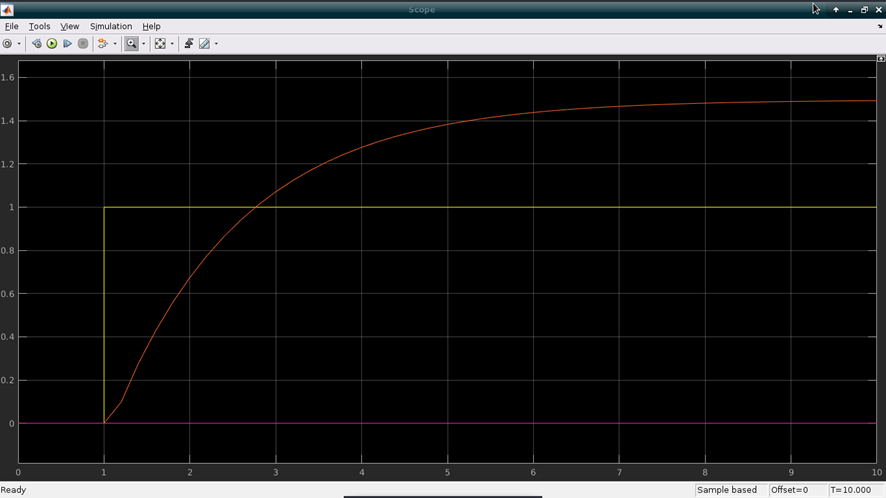 Scope
File Tools View Simulation Help
1.6
1.4
1.2
1
0.8
0.6
0.4
0.2
0
0 1 2 3 4 5 6 7 8 9 10
Ready Sample based Offset=0 T=10.000